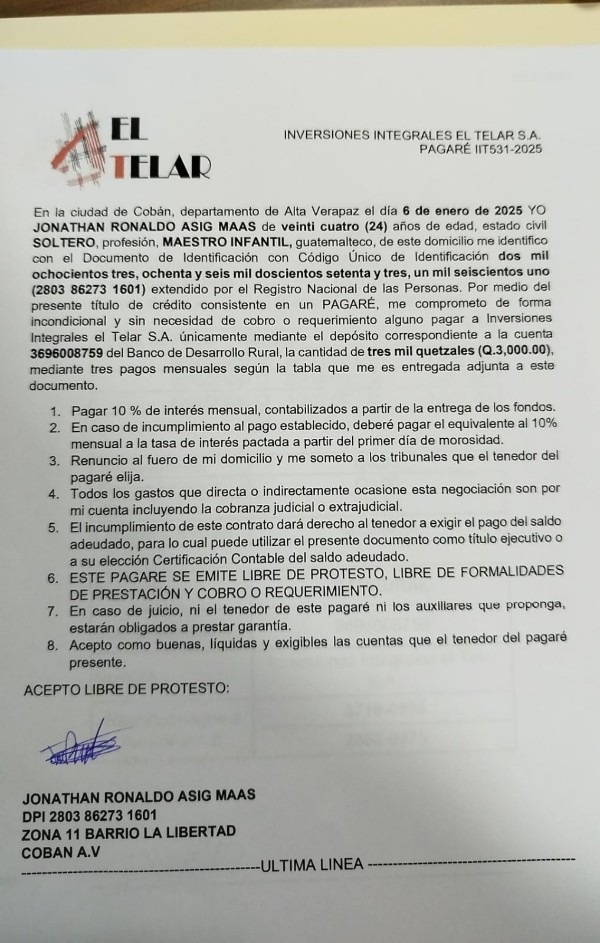 EL
TELAR
INVERSIONES INTEGRALES EL TELAR S.A.
PAGARÉ IIT531-2025
En la ciudad de Cobán, departamento de Alta Verapaz el día 6 de enero de 2025 YO
JONATHAN RONALDO ASIG MAAS de veinti cuatro (24) años de edad, estado civil
SOLTERO, profesión, MAESTRO INFANTIL, guatemalteco, de este domicilio me identifico
con el Documento de Identificación con Código Único de Identificación dos mil
ochocientos tres, ochenta y seis mil doscientos setenta y tres, un mil seiscientos uno
(2803 86273 1601) extendido por el Registro Nacional de las Personas. Por medio del
presente título de crédito consistente en un PAGARÉ, me comprometo de forma
incondicional y sin necesidad de cobro o requerimiento alguno pagar a Inversiones
Integrales el Telar S.A. únicamente mediante el depósito correspondiente a la cuenta
3696008759 del Banco de Desarrollo Rural, la cantidad de tres mil quetzales (Q.3,000.00),
mediante tres pagos mensuales según la tabla que me es entregada adjunta a este
documento.
1. Pagar 10 % de interés mensual, contabilizados a partir de la entrega de los fondos.
2. En caso de incumplimiento al pago establecido, deberé pagar el equivalente al 10%
mensual a la tasa de interés pactada a partir del primer día de morosidad.
3. Renuncio al fuero de mi domicilio y me someto a los tribunales que el tenedor del
pagaré elija.
4. Todos los gastos que directa o indirectamente ocasione esta negociación son por
mi cuenta incluyendo la cobranza judicial o extrajudicial.
5. El incumplimiento de este contrato dará derecho al tenedor a exigir el pago del saldo
adeudado, para lo cual puede utilizar el presente documento como título ejecutivo o
a su elección Certificación Contable del saldo adeudado.
6. ESTE PAGARE SE EMITE LIBRE DE PROTESTO, LIBRE DE FORMALIDADES
DE PRESTACIÓN Y COBRO O REQUERIMIENTO.
7. En caso de juicio, ni el tenedor de este pagaré ni los auxiliares que proponga,
estarán obligados a prestar garantía.
8. Acepto como buenas, líquidas y exigibles las cuentas que el tenedor del pagaré
presente.
ACEPTO LIBRE DE PROTESTO:
JONATHAN RONALDO ASIG MAAS
DPI 2803 86273 1601
ZONA 11 BARRIO LA LIBERTAD
COBAN A.V
----------------------------------------ULTIMA LINEA ----------------------------------